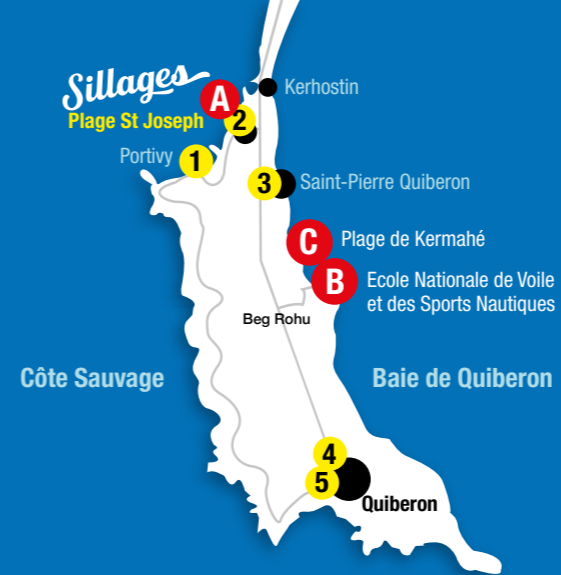 Kerhostin
Sillages
A
Plage St Joseph
2
Portivy
1
3
Saint-Pierre Quiberon
C
Plage de Kermahé
B
Ecole Nationale de Voile
et des Sports Nautiques
Beg Rohu
Côte Sauvage
Baie de Quiberon
4
5
Quiberon